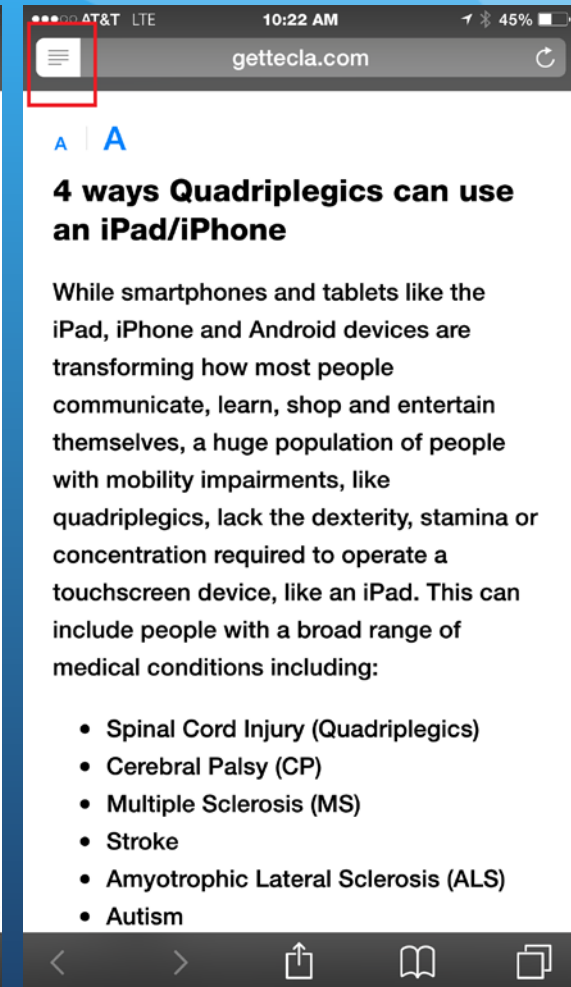 AT&T LTE 10:22 AM 45%
gettecla.com
A A
4 ways Quadriplegics can use
an iPad/iPhone
While smartphones and tablets like the
iPad, iPhone and Android devices are
transforming how most people
communicate, learn, shop and entertain
themselves, a huge population of people
with mobility impairments, like
quadriplegics, lack the dexterity, stamina or
concentration required to operate a
touchscreen device, like an iPad. This can
include people with a broad range of
medical conditions including:
• Spinal Cord Injury (Quadriplegics)
• Cerebral Palsy (CP)
• Multiple Sclerosis (MS)
• Stroke
• Amyotrophic Lateral Sclerosis (ALS)
• Autism